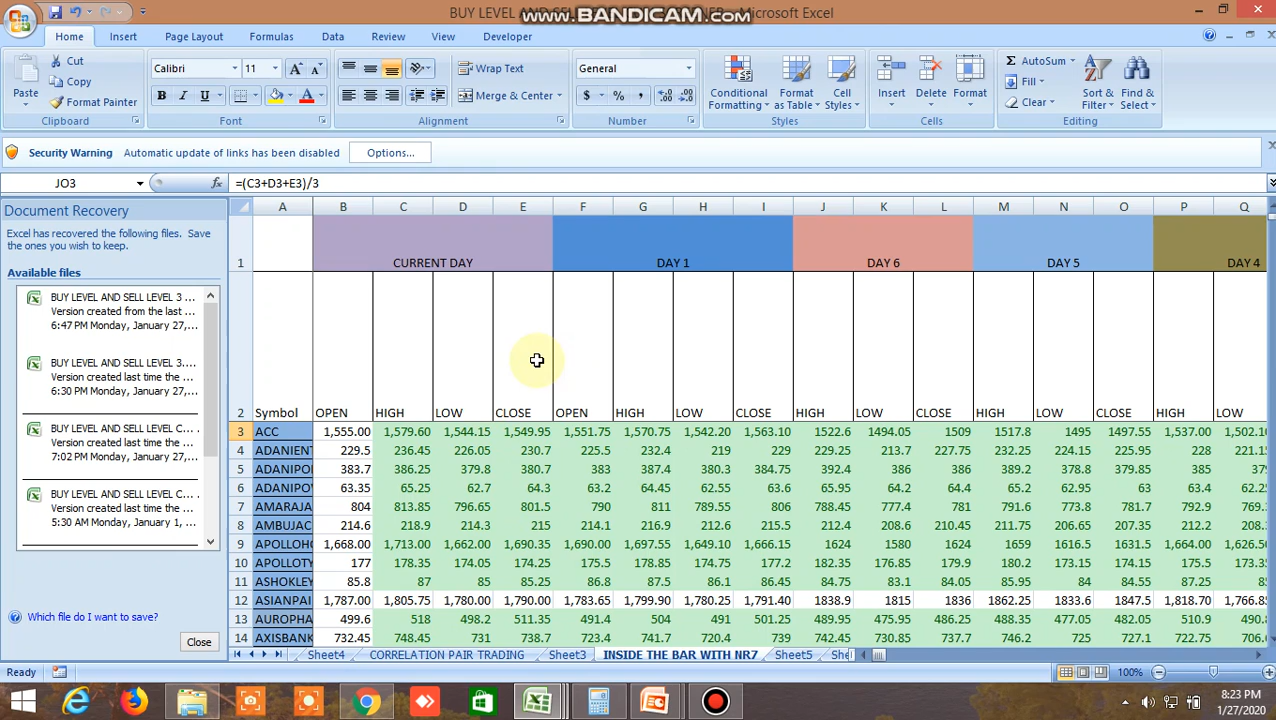 BUY LEVEL AND SE
www.BANDICAM.com
- Microsoft Excel
Home Insert Page Layout Formulas Data Review View Developer
Paste
Cut
Copy
Format Painter
Clipboard
Calibri 11
B I U
Font
Wrap Text
Merge & Center
Alignment
General
$ % ,
Number
Conditional Formatting
Format as Table
Cell Styles
Styles
Insert Delete Format
Cells
Σ AutoSum
Fill
Clear
Sort & Filter
Find & Select
Editing
Security Warning Automatic update of links has been disabled Options...
JO3 fx =(C3+D3+E3)/3
Document Recovery
Excel has recovered the following files. Save the ones you wish to keep.
Available files
BUY LEVEL AND SELL LEVEL 3 ...
Version created from the last ...
6:47 PM Monday, January 27,...
BUY LEVEL AND SELL LEVEL 3....
Version created last time the ...
6:30 PM Monday, January 27,...
BUY LEVEL AND SELL LEVEL C...
Version created last time the ...
7:02 PM Monday, January 27,...
BUY LEVEL AND SELL LEVEL C...
Version created last time the ...
5:30 AM Monday, January 1, ...
Which file do I want to save?
Close
A B C D E F G H I J K L M N O P Q
1 CURRENT DAY DAY 1 DAY 6 DAY 5 DAY 4
2 Symbol OPEN HIGH LOW CLOSE OPEN HIGH LOW CLOSE HIGH LOW CLOSE HIGH LOW CLOSE HIGH LOW
3 ACC 1,555.00 1,579.60 1,544.15 1,549.95 1,551.75 1,570.75 1,542.20 1,563.10 1522.6 1494.05 1509 1517.8 1495 1497.55 1,537.00 1,502.10
4 ADANIENT 229.5 236.45 226.05 230.7 225.5 232.4 219 229 229.25 213.7 227.75 232.25 224.15 225.95 228 221.15
5 ADANIPO 383.7 386.25 379.8 380.7 383 387.4 380.3 384.75 392.4 386 386 389.2 378.8 379.85 385 379
6 ADANIPO 63.35 65.25 62.7 64.3 63.2 64.45 62.55 63.6 65.95 64.2 64.4 65.2 62.95 63 63.4 62.25
7 AMARAJA 804 813.85 796.65 801.5 790 811 789.55 806 788.45 777.4 781 791.6 773.8 781.7 792.9 769.
8 AMBUJAC 214.6 218.9 214.3 215 214.1 216.9 212.6 215.5 212.4 208.6 210.45 211.75 206.65 207.35 212.2 208.
9 APOLLOHO 1,668.00 1,713.00 1,662.00 1,690.35 1,690.00 1,697.55 1,649.10 1,666.15 1624 1580 1624 1659 1616.5 1631.5 1,664.00 1,626.50
10 APOLLOTY 177 178.35 174.05 174.25 175.5 178.85 174.75 177.2 182.35 176.85 179.9 180.2 173.15 174.15 175.5 173.35
11 ASHOKLEY 85.8 87 85 85.25 86.8 87.5 86.1 86.45 84.75 83.1 84.05 85.95 84 84.55 87.25 85
12 ASIANPAI 1,787.00 1,805.75 1,780.00 1,790.00 1,783.65 1,799.90 1,780.25 1,791.40 1838.9 1815 1836 1862.25 1833.6 1847.5 1,818.70 1,766.85
13 AUROPHA 499.6 518 498.2 511.35 491.4 504 491 501.25 489.45 475.95 486.25 488.35 477.05 482.05 510.9 490.
14 AXISBANK 732.45 748.45 731 738.7 723.4 741.7 720.4 739 742.45 730.85 737.7 746.2 725 727.1 722.75 706.
Sheet4 CORRELATION PAIR TRADING Sheet3 INSIDE THE BAR WITH NR7 Sheet5 She
Ready 100%
8:23 PM
1/27/2020